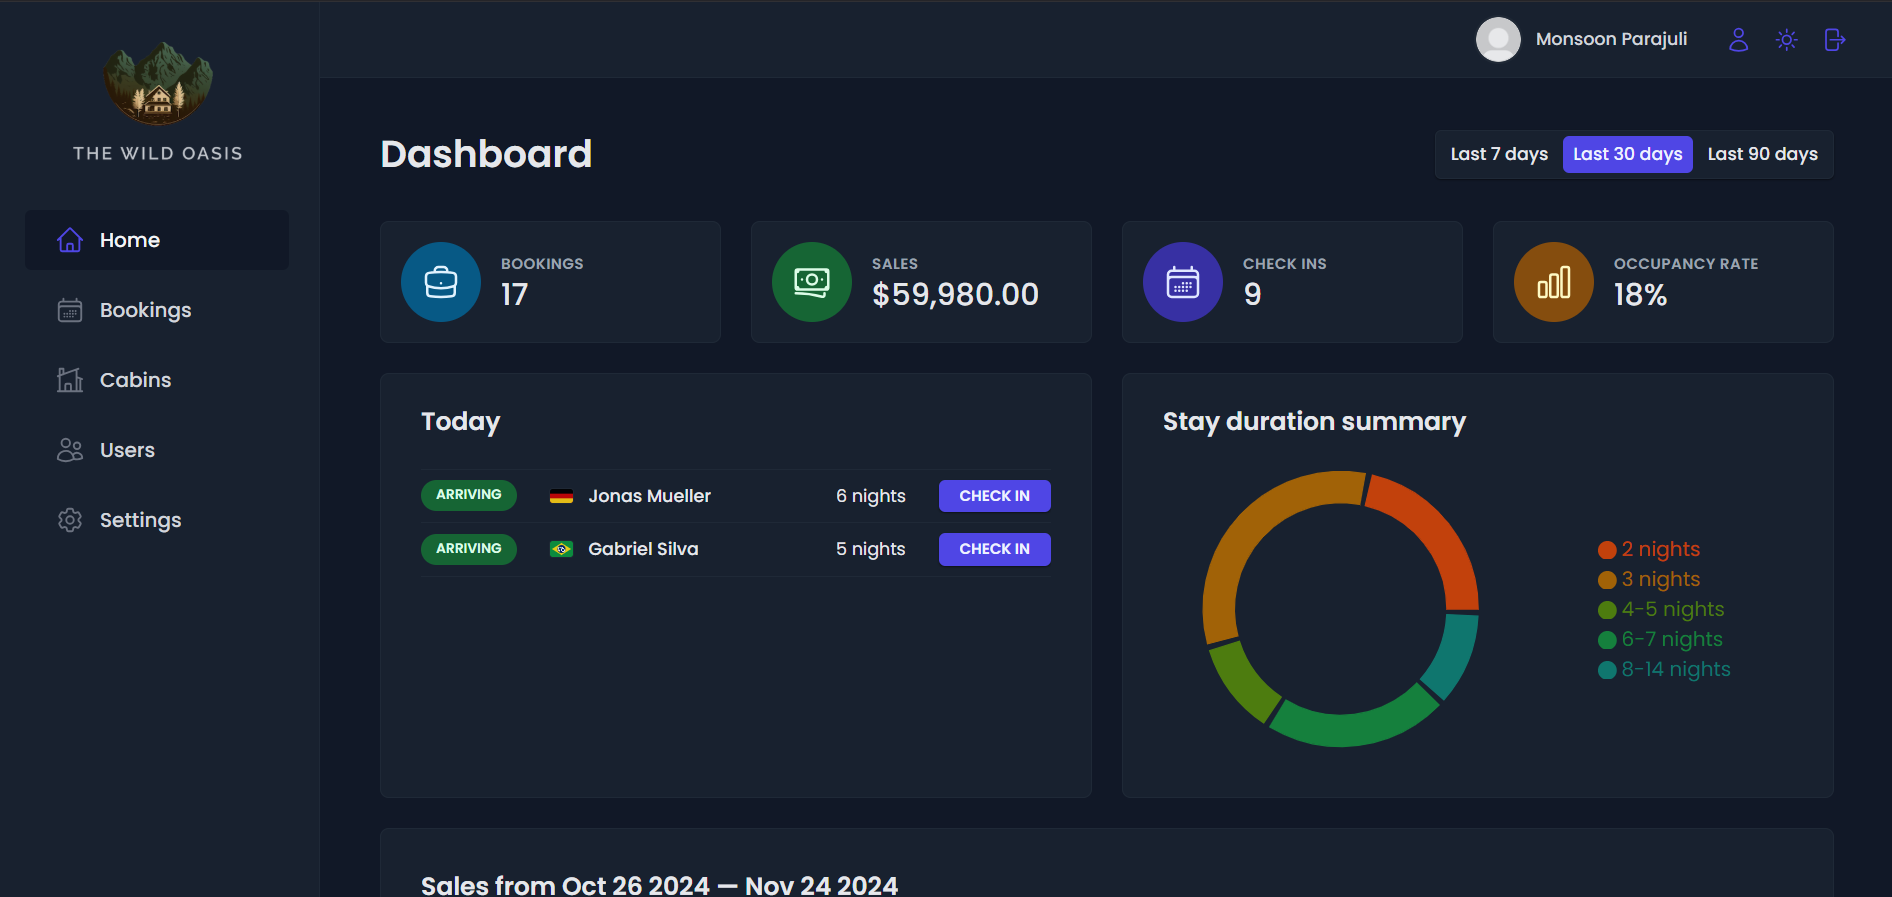 THE WILD OASIS
Home
Bookings
Cabins
Users
Settings
Monsoon Parajuli
Dashboard
Last 7 days Last 30 days Last 90 days
BOOKINGS
17
SALES
$59,980.00
CHECK INS
9
OCCUPANCY RATE
18%
Today
ARRIVING Jonas Mueller 6 nights CHECK IN
ARRIVING Gabriel Silva 5 nights CHECK IN
Stay duration summary
2 nights
3 nights
4-5 nights
6-7 nights
8-14 nights
Sales from Oct 26 2024 — Nov 24 2024